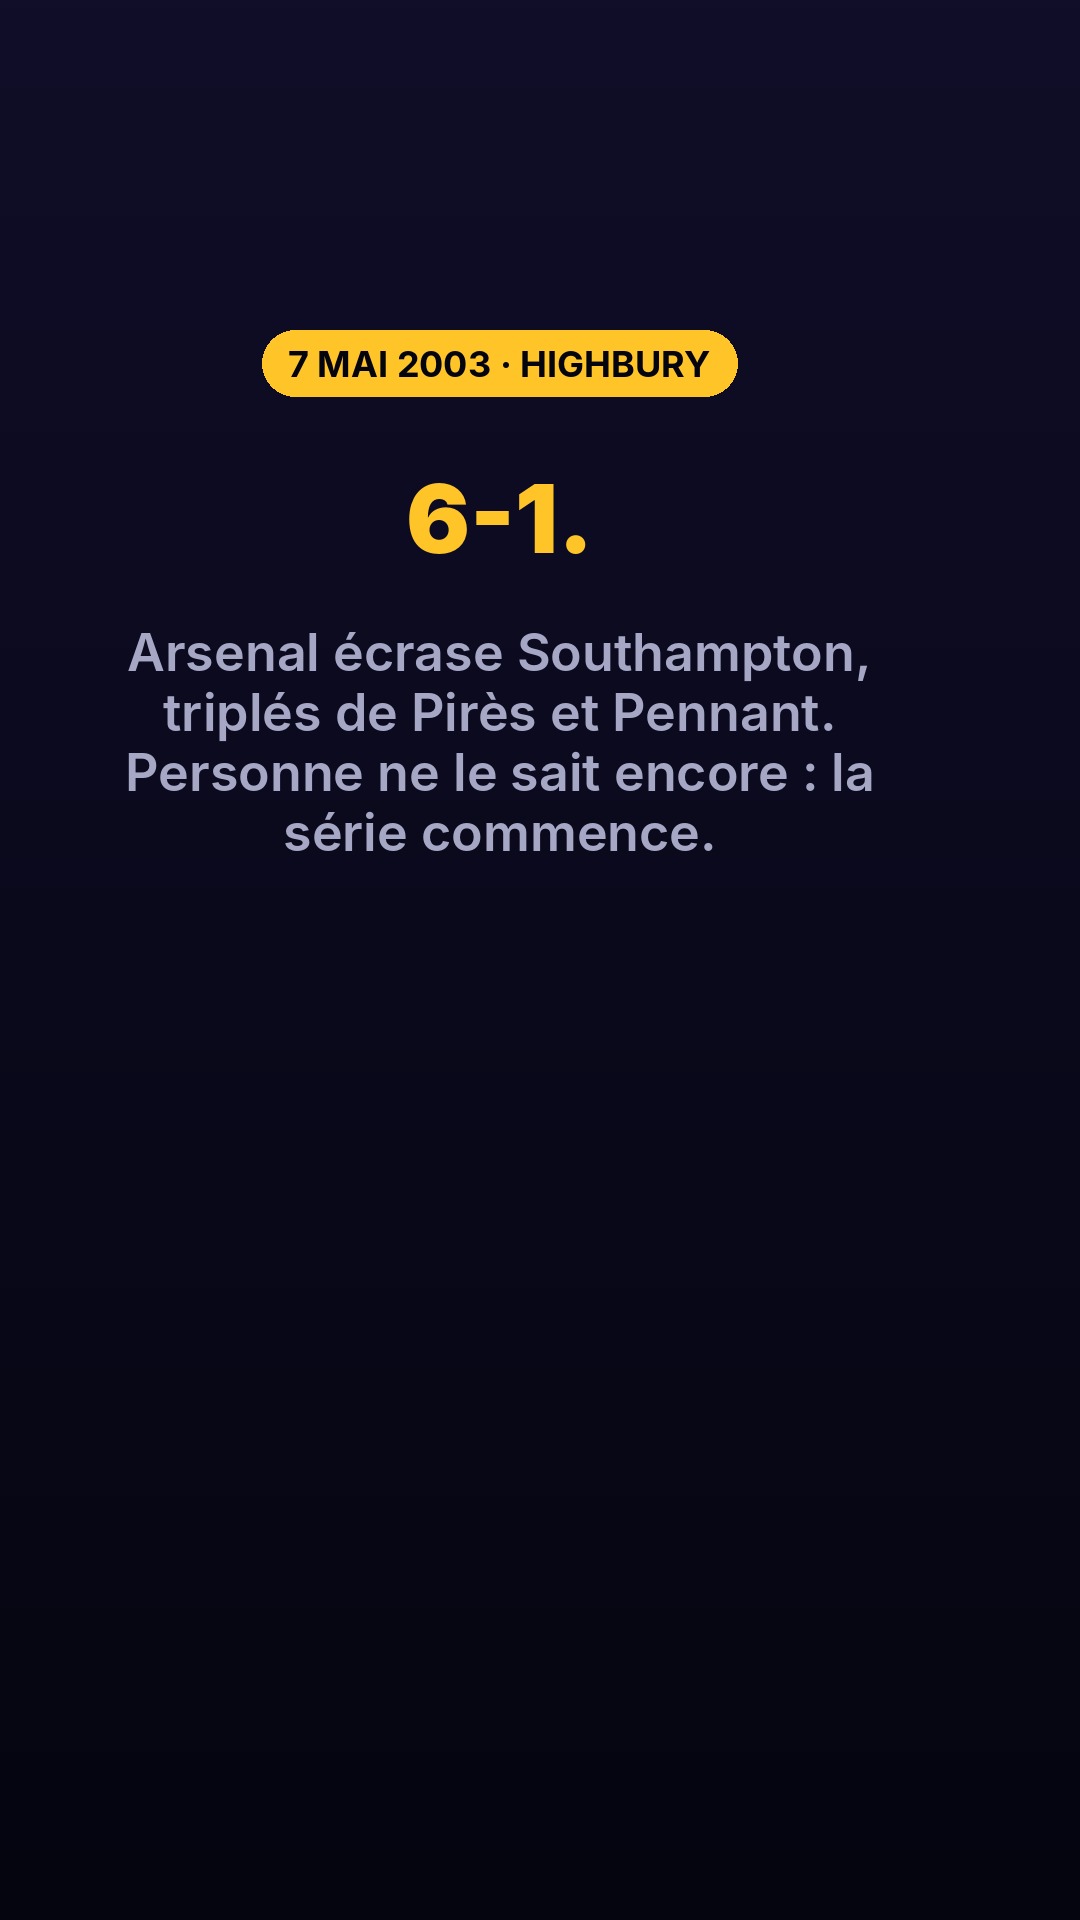 7 MAI 2003 · HIGHBURY
6-1.
Arsenal écrase Southampton,
triplés de Pirès et Pennant.
Personne ne le sait encore : la
série commence.